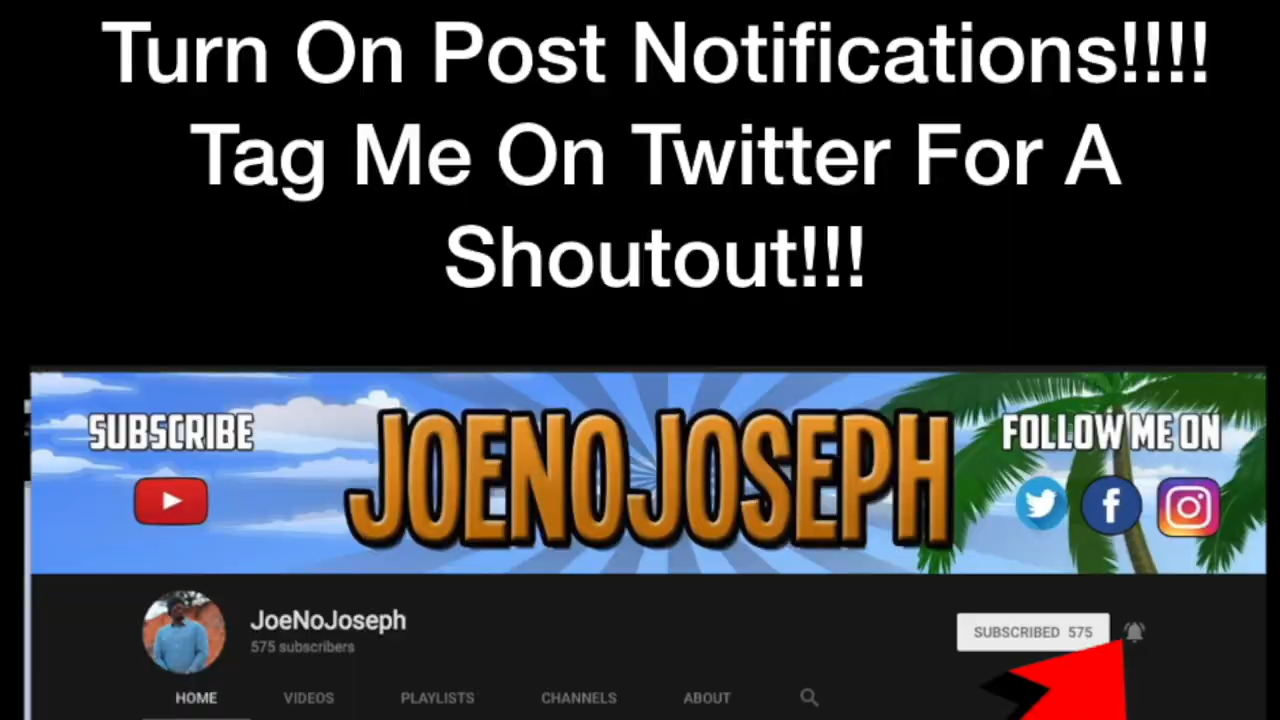 Turn On Post Notifications!!!!
Tag Me On Twitter For A
Shoutout!!!
SUBSCRIBE
JOENOJOSEPH
FOLLOW ME ON
JoeNoJoseph
575 subscribers
SUBSCRIBED 575
HOME VIDEOS PLAYLISTS CHANNELS ABOUT